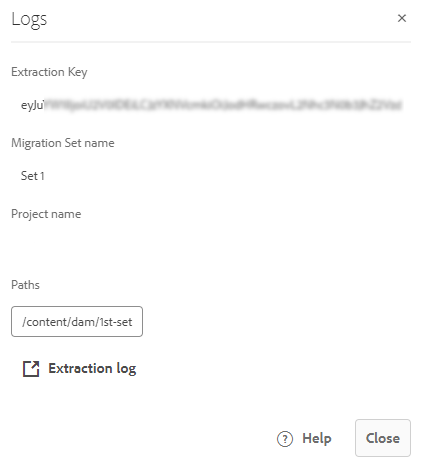 Logs
Extraction Key
eyJu
Migration Set name
Set 1
Project name
Paths
/content/dam/1st-set
Extraction log
Help
Close